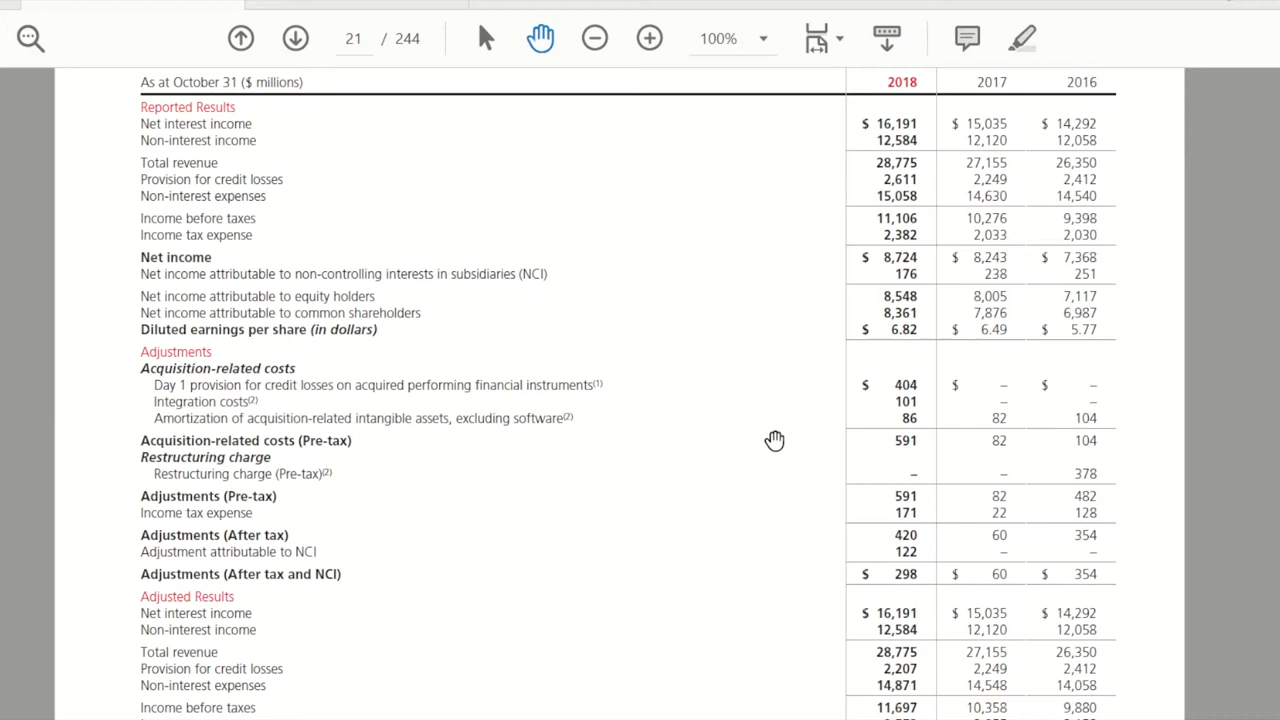 21 / 244 100%
As at October 31 ($ millions) 2018 2017 2016
Reported Results
Net interest income $ 16,191 $ 15,035 $ 14,292
Non-interest income 12,584 12,120 12,058
Total revenue 28,775 27,155 26,350
Provision for credit losses 2,611 2,249 2,412
Non-interest expenses 15,058 14,630 14,540
Income before taxes 11,106 10,276 9,398
Income tax expense 2,382 2,033 2,030
Net income $ 8,724 $ 8,243 $ 7,368
Net income attributable to non-controlling interests in subsidiaries (NCI) 176 238 251
Net income attributable to equity holders 8,548 8,005 7,117
Net income attributable to common shareholders 8,361 7,876 6,987
Diluted earnings per share (in dollars) $ 6.82 $ 6.49 $ 5.77
Adjustments
Acquisition-related costs
Day 1 provision for credit losses on acquired performing financial instruments(1) $ 404 $ – $ –
Integration costs(2) 101 – –
Amortization of acquisition-related intangible assets, excluding software(2) 86 82 104
Acquisition-related costs (Pre-tax) 591 82 104
Restructuring charge
Restructuring charge (Pre-tax)(2) – – 378
Adjustments (Pre-tax) 591 82 482
Income tax expense 171 22 128
Adjustments (After tax) 420 60 354
Adjustment attributable to NCI 122 – –
Adjustments (After tax and NCI) $ 298 $ 60 $ 354
Adjusted Results
Net interest income $ 16,191 $ 15,035 $ 14,292
Non-interest income 12,584 12,120 12,058
Total revenue 28,775 27,155 26,350
Provision for credit losses 2,207 2,249 2,412
Non-interest expenses 14,871 14,548 14,058
Income before taxes 11,697 10,358 9,880